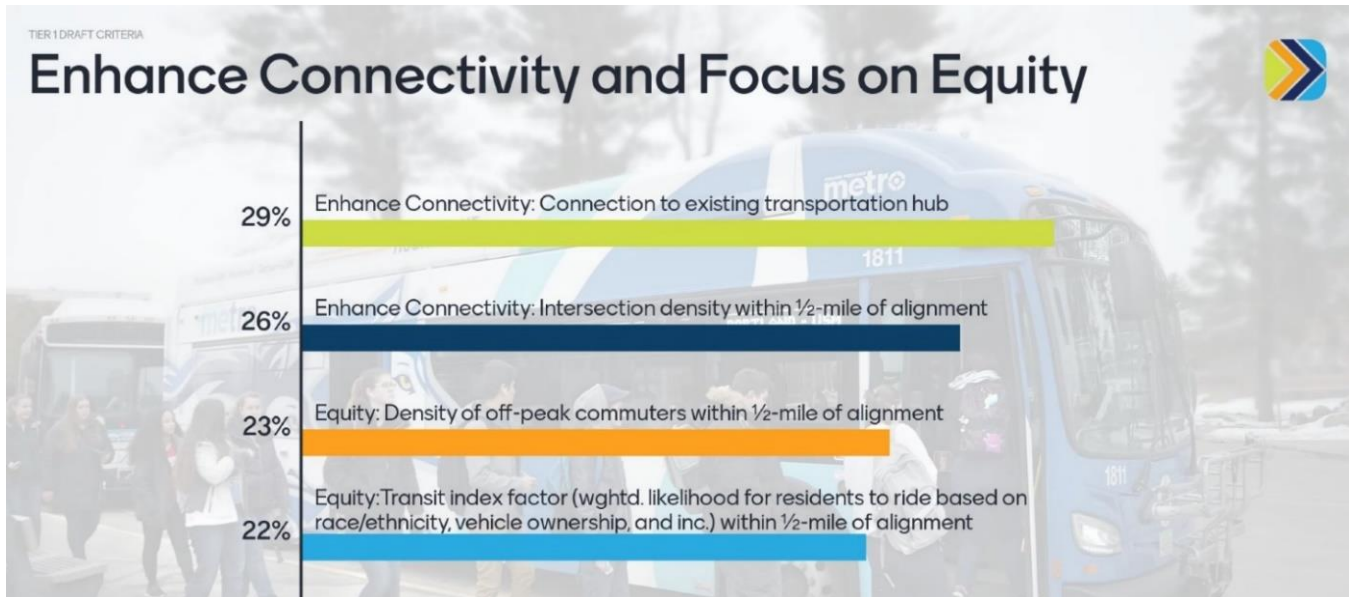 TIER 1 DRAFT CRITERIA
Enhance Connectivity and Focus on Equity
29%
Enhance Connectivity: Connection to existing transportation hub
metro
1811
26%
Enhance Connectivity: Intersection density within ½-mile of alignment
23%
Equity: Density of off-peak commuters within ½-mile of alignment
22%
Equity:Transit index factor (wghtd. likelihood for residents to ride based on
race/ethnicity, vehicle ownership, and inc.) within ½-mile of alignment
1811